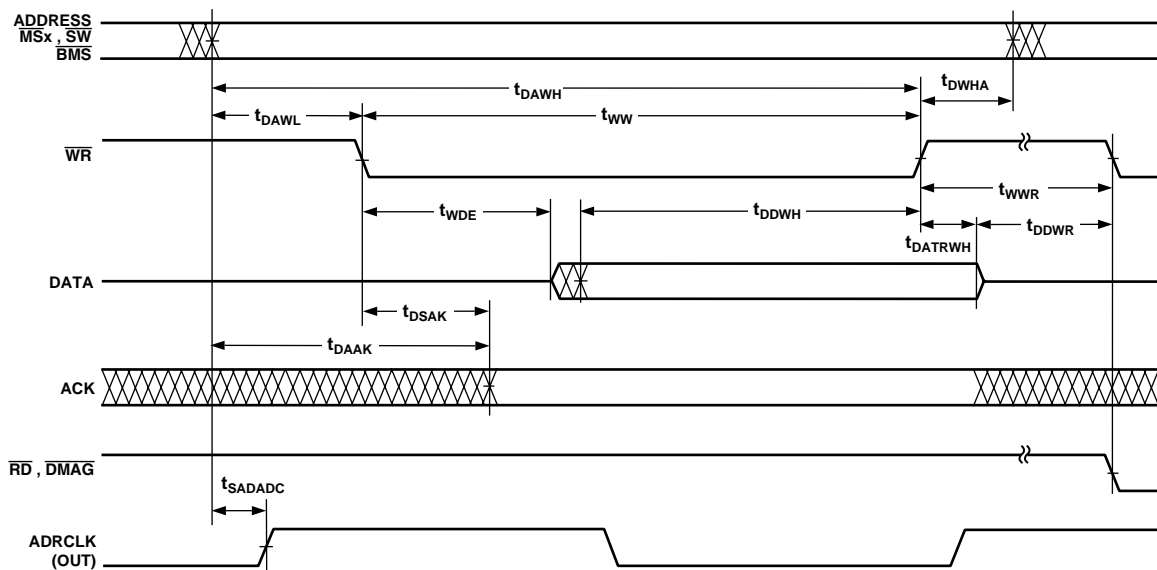 ADDRESS
MSx , SW
BMS
tDAWH
tDWHA
tDAWL
tWW
WR
tWWR
tWDE
tDDWH
tDATRWH
tDDWR
DATA
tDSAK
tDAAK
ACK
RD , DMAG
tSADADC
ADRCLK
(OUT)